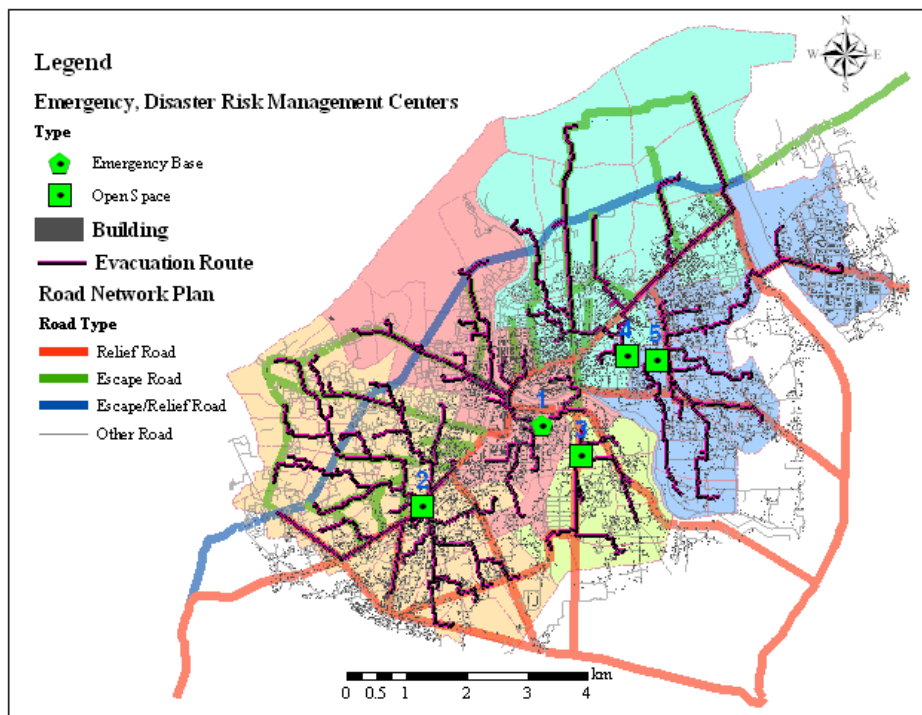 N
W E
S
Legend
Emergency, Disaster Risk Management Centers
Type
Emergency Base
Open Space
Building
Evacuation Route
Road Network Plan
Road Type
Relief Road
Escape Road
Escape/Relief Road
Other Road
4 5
1
3
2
km
0 0.5 1 2 3 4